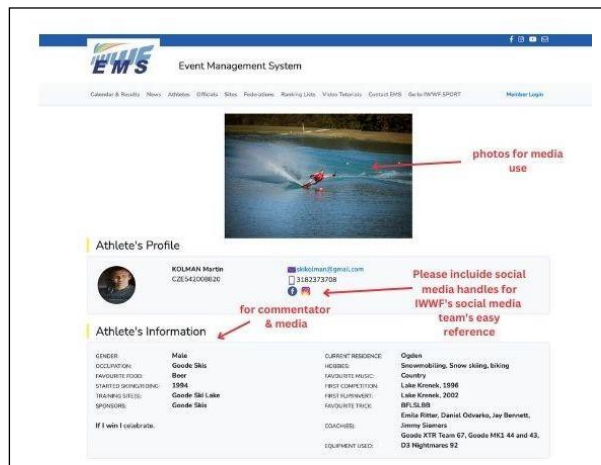 IWWF
EMS
Event Management System
Calendar & Results News Athletes Officials Sites Federations Ranking Lists Video Tutorials Contact EMS Go to IWWF.SPORT Member Login
photos for media
use
Athlete's Profile
KOLMAN Martin
CZE542008820
skikolman@gmail.com
3182373708
Please incluide social
media handles for
IWWF's social media
team's easy
reference
for commentator
& media
Athlete's Information
GENDER: Male
OCCUPATION: Goode Skis
FAVOURITE FOOD: Beer
STARTED SKIING/RIDING: 1994
TRAINING SITE(S): Goode Ski Lake
SPONSORS: Goode Skis
If I win I celebrate.
CURRENT RESIDENCE: Ogden
HOBBIES: Snowmobiling, Snow skiing, biking
FAVOURITE MUSIC: Country
FIRST COMPETITION: Lake Krenek, 1996
FIRST FLIP/INVERT: Lake Krenek, 2002
FAVOURITE TRICK: BFLSLBB
COACH(ES): Emile Ritter, Daniel Odvarko, Jay Bennett,
Jimmy Siemers
EQUIPMENT USED: Goode XTR Team 67, Goode MK1 44 and 43,
D3 Nightmares 92